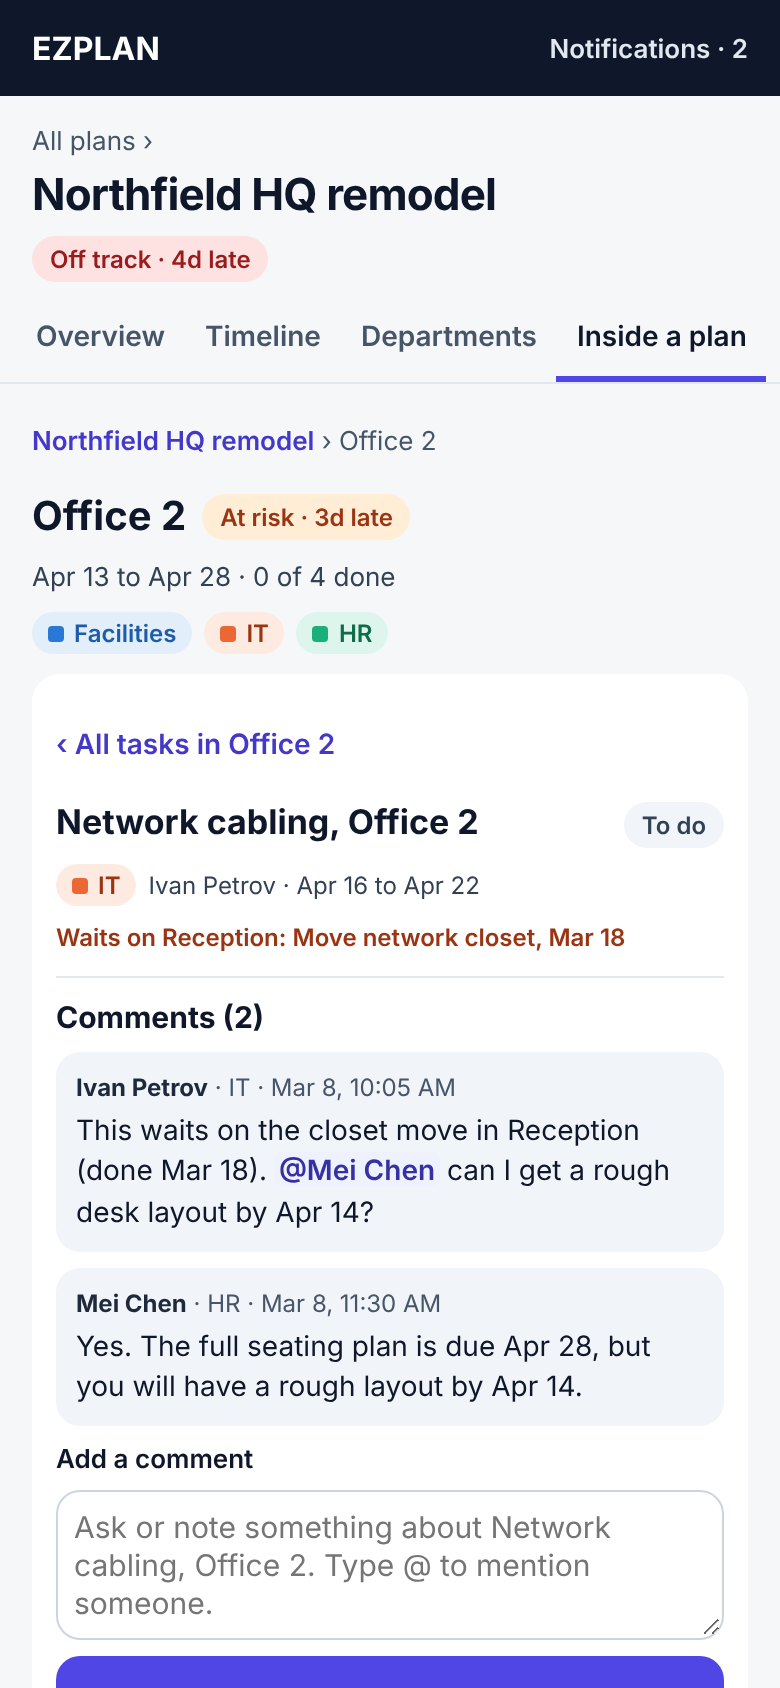 EZPLAN
Notifications · 2
All plans ›
Northfield HQ remodel
Off track · 4d late
Overview
Timeline
Departments
Inside a plan
Northfield HQ remodel › Office 2
Office 2
At risk · 3d late
Apr 13 to Apr 28 · 0 of 4 done
Facilities
IT
HR
‹ All tasks in Office 2
Network cabling, Office 2
To do
IT
Ivan Petrov · Apr 16 to Apr 22
Waits on Reception: Move network closet, Mar 18
Comments (2)
Ivan Petrov · IT · Mar 8, 10:05 AM
This waits on the closet move in Reception
(done Mar 18). @Mei Chen can I get a rough
desk layout by Apr 14?
Mei Chen · HR · Mar 8, 11:30 AM
Yes. The full seating plan is due Apr 28, but
you will have a rough layout by Apr 14.
Add a comment
Ask or note something about Network
cabling, Office 2. Type @ to mention
someone.